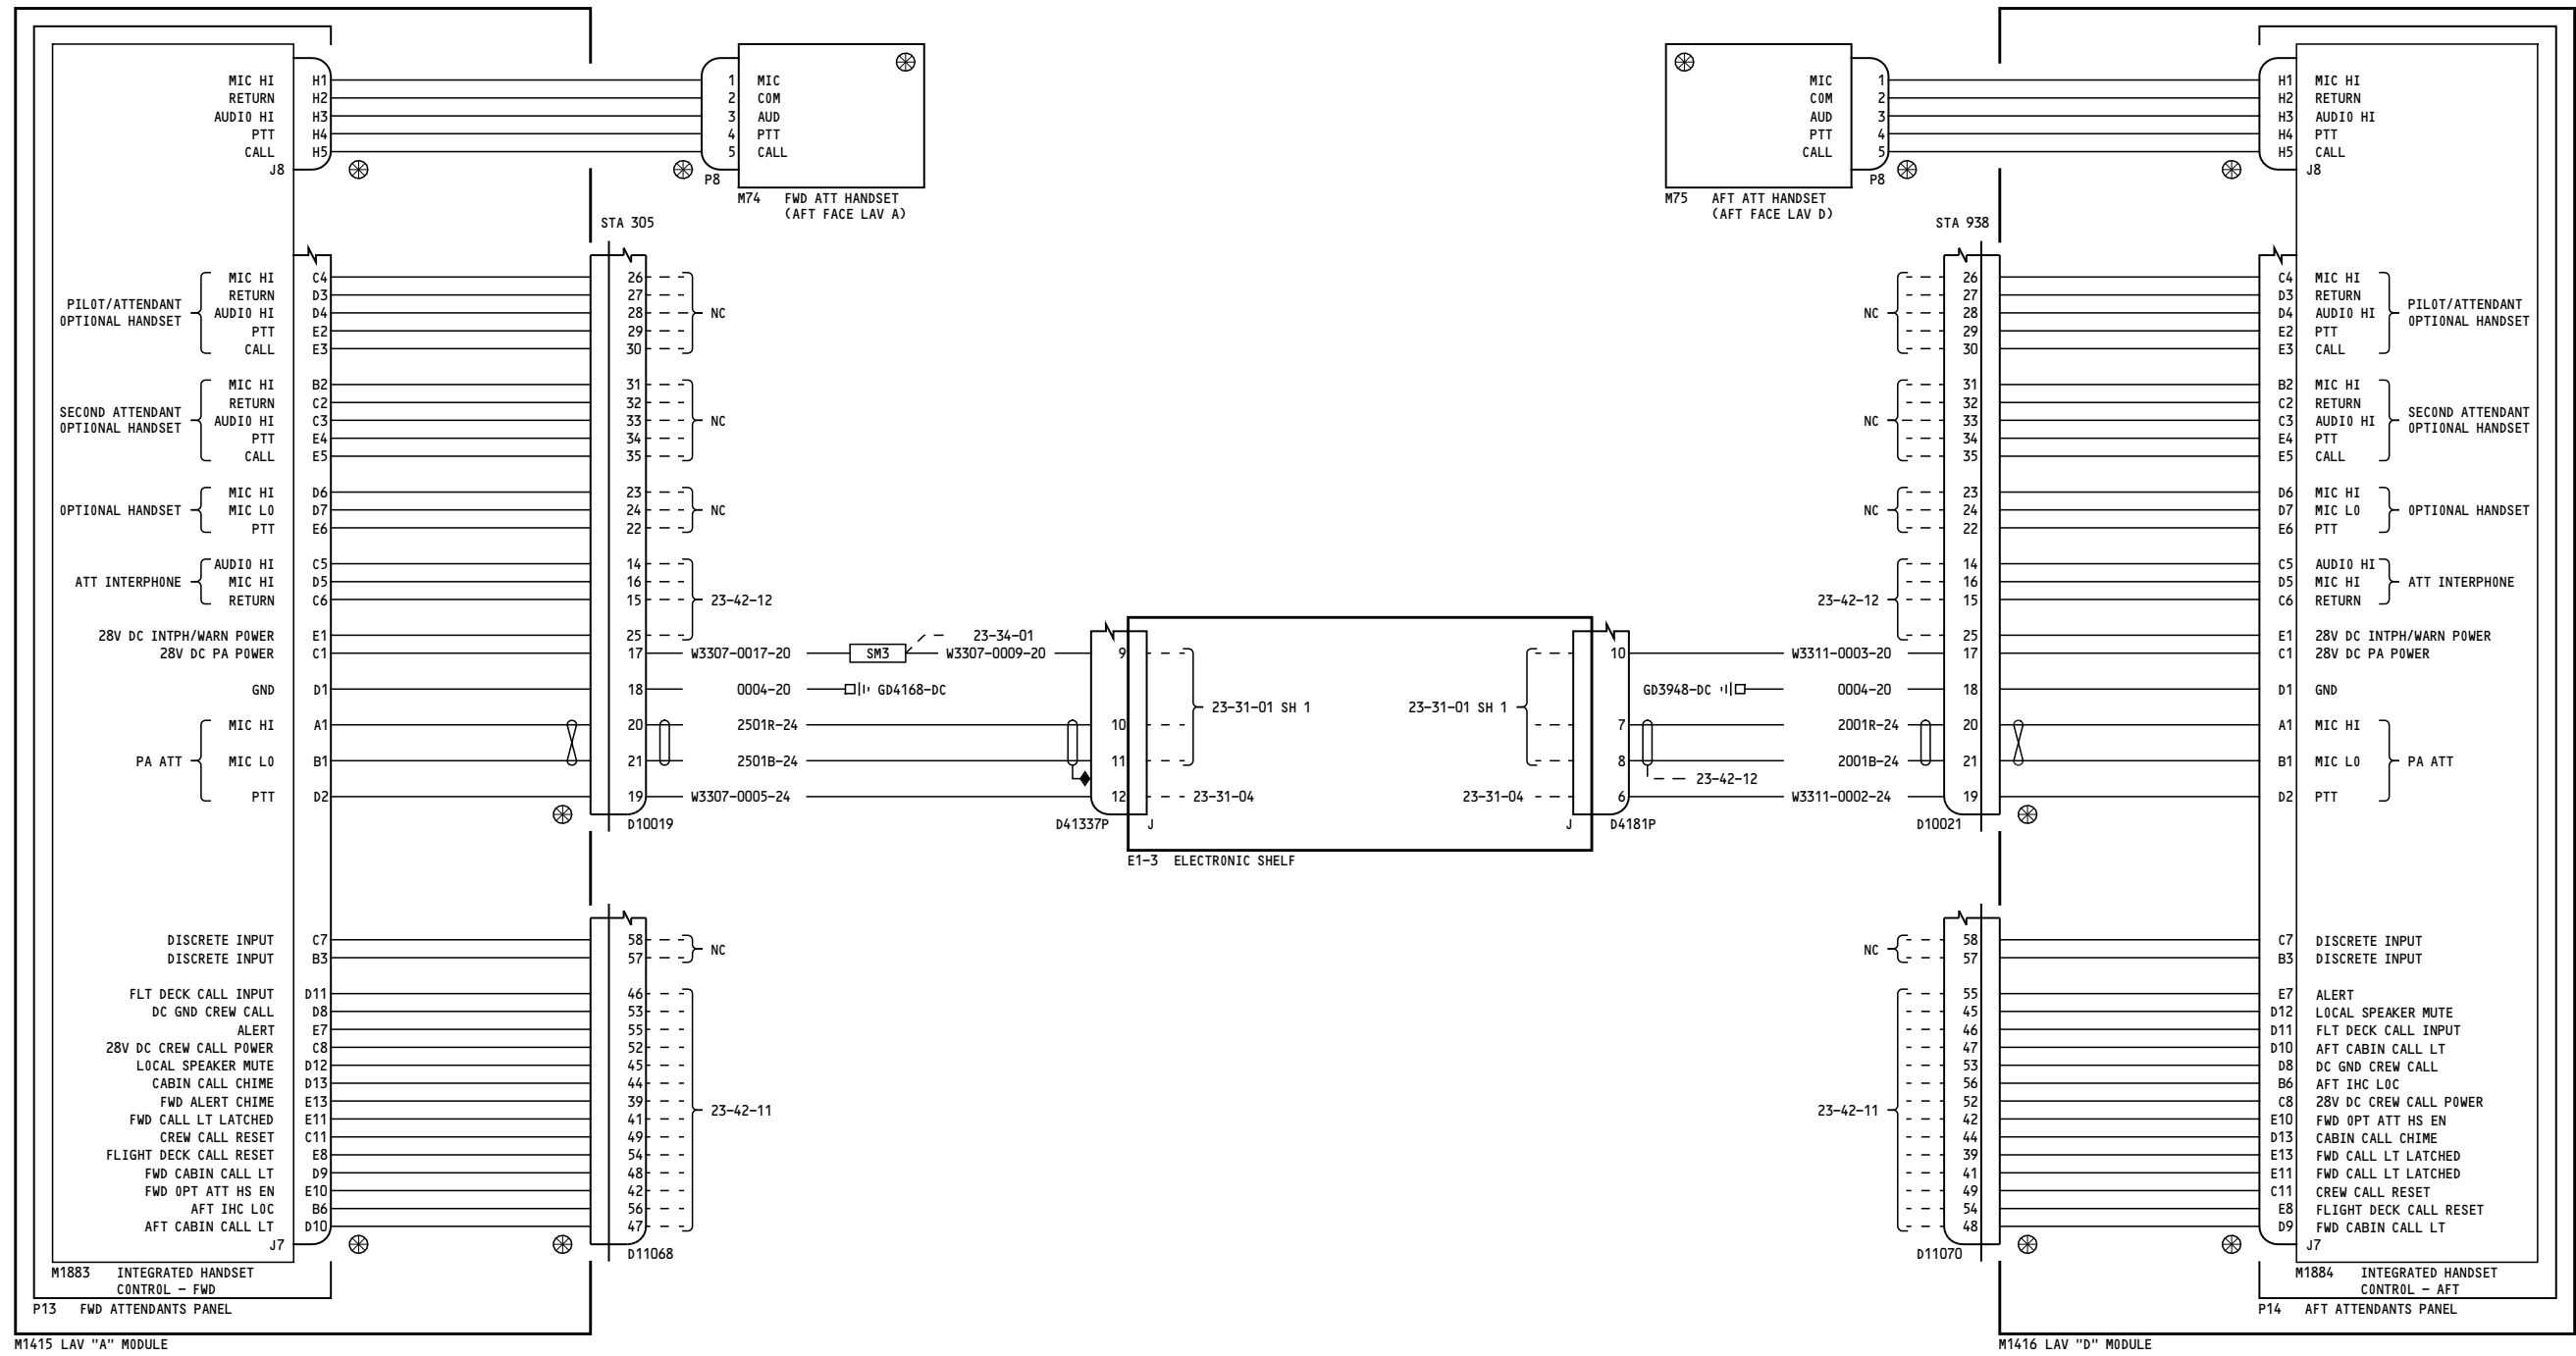 MIC HI H1 1 MIC
RETURN H2 2 COM
AUDIO HI H3 3 AUD
PTT H4 4 PTT
CALL H5 5 CALL
J8 P8
M74 FWD ATT HANDSET
(AFT FACE LAV A)
STA 305
PILOT/ATTENDANT
OPTIONAL HANDSET
MIC HI C4 26
RETURN D3 27
AUDIO HI D4 28 NC
PTT E2 29
CALL E3 30
SECOND ATTENDANT
OPTIONAL HANDSET
MIC HI B2 31
RETURN C2 32
AUDIO HI C3 33 NC
PTT E4 34
CALL E5 35
OPTIONAL HANDSET
MIC HI D6 23
MIC LO D7 24 NC
PTT E6 22
ATT INTERPHONE
AUDIO HI C5 14
MIC HI D5 16
RETURN C6 15 23-42-12
28V DC INTPH/WARN POWER E1 25 23-34-01
28V DC PA POWER C1 17 W3307-0017-20 SM3 W3307-0009-20 9
GND D1 18 0004-20 GD4168-DC
PA ATT
MIC HI A1 20 2501R-24 10
MIC LO B1 21 2501B-24 11
PTT D2 19 W3307-0005-24 12 23-31-04
23-31-01 SH 1
D10019 D41337P J
DISCRETE INPUT C7 58
DISCRETE INPUT B3 57
NC
FLT DECK CALL INPUT D11 46
DC GND CREW CALL D8 53
ALERT E7 55
28V DC CREW CALL POWER C8 52
LOCAL SPEAKER MUTE D12 45
CABIN CALL CHIME D13 44
FWD ALERT CHIME E13 39
FWD CALL LT LATCHED E11 41
CREW CALL RESET C11 49
FLIGHT DECK CALL RESET E8 54
FWD CABIN CALL LT D9 48
FWD OPT ATT HS EN E10 42
AFT IHC LOC B6 56
AFT CABIN CALL LT D10 47
23-42-11
J7 D11068
M1883 INTEGRATED HANDSET
CONTROL - FWD
P13 FWD ATTENDANTS PANEL
M1415 LAV "A" MODULE
E1-3 ELECTRONIC SHELF
MIC 1 H1 MIC HI
COM 2 H2 RETURN
AUD 3 H3 AUDIO HI
PTT 4 H4 PTT
CALL 5 H5 CALL
P8 J8
M75 AFT ATT HANDSET
(AFT FACE LAV D)
STA 938
26 C4 MIC HI
27 D3 RETURN
NC 28 D4 AUDIO HI
29 E2 PTT
30 E3 CALL
PILOT/ATTENDANT
OPTIONAL HANDSET
31 B2 MIC HI
32 C2 RETURN
NC 33 C3 AUDIO HI
34 E4 PTT
35 E5 CALL
SECOND ATTENDANT
OPTIONAL HANDSET
23 D6 MIC HI
NC 24 D7 MIC LO
22 E6 PTT
OPTIONAL HANDSET
14 C5 AUDIO HI
16 D5 MIC HI
23-42-12 15 C6 RETURN
ATT INTERPHONE
25 E1 28V DC INTPH/WARN POWER
10 W3311-0003-20 17 C1 28V DC PA POWER
GD3948-DC 0004-20 18 D1 GND
23-31-01 SH 1
7 2001R-24 20 A1 MIC HI
8 2001B-24 21 B1 MIC LO
PA ATT
23-42-12
23-31-04 6 W3311-0002-24 19 D2 PTT
J D4181P D10021
58 C7 DISCRETE INPUT
57 B3 DISCRETE INPUT
NC
55 E7 ALERT
45 D12 LOCAL SPEAKER MUTE
46 D11 FLT DECK CALL INPUT
47 D10 AFT CABIN CALL LT
53 D8 DC GND CREW CALL
56 B6 AFT IHC LOC
52 C8 28V DC CREW CALL POWER
42 E10 FWD OPT ATT HS EN
44 D13 CABIN CALL CHIME
39 E13 FWD CALL LT LATCHED
41 E11 FWD CALL LT LATCHED
49 C11 CREW CALL RESET
54 E8 FLIGHT DECK CALL RESET
48 D9 FWD CABIN CALL LT
23-42-11
D11070 J7
M1884 INTEGRATED HANDSET
CONTROL - AFT
P14 AFT ATTENDANTS PANEL
M1416 LAV "D" MODULE